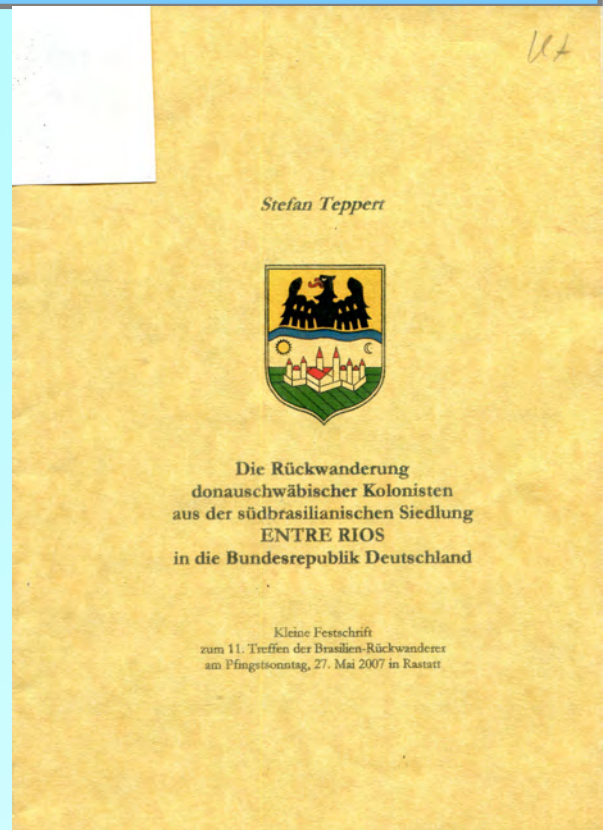 Stefan Teppert
Die Rückwanderung
donauschwäbischer Kolonisten
aus der südbrasilianischen Siedlung
ENTRE RIOS
in die Bundesrepublik Deutschland
Kleine Festschrift
zum 11. Treffen der Brasilien-Rückwanderer
am Pfingstsonntag, 27. Mai 2007 in Rastatt